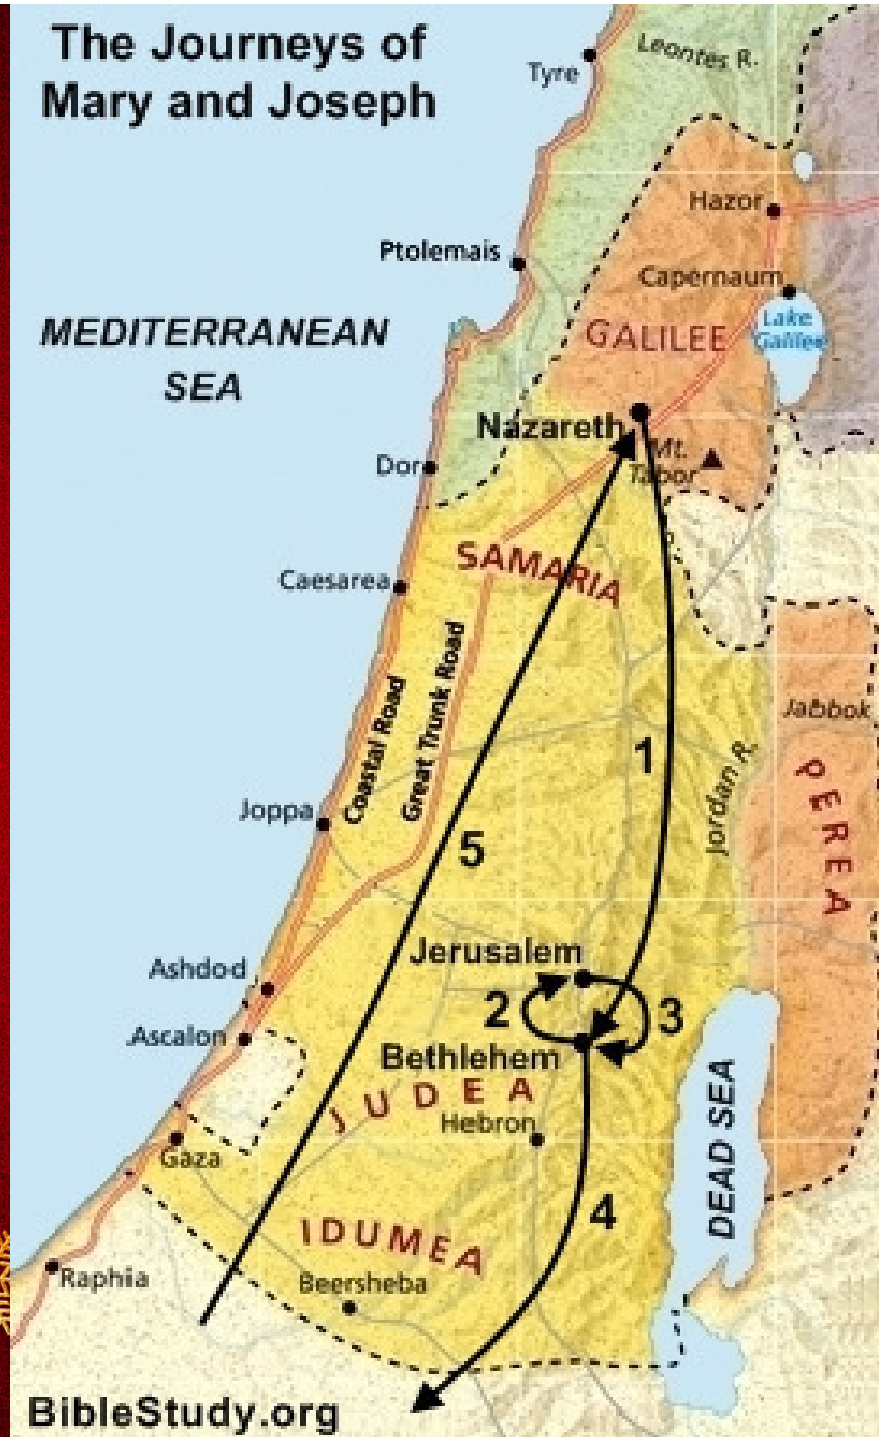 The Journeys of
Mary and Joseph
Leontes R.
Tyre
Hazor
Ptolemais
Capernaum
MEDITERRANEAN
SEA
Lake
Galilee
GALILEE
Nazareth
Mt.
Tabor
Dor
SAMARIA
Caesarea
Coastal Road
Great Trunk Road
1
Jabbok
Jordan R.
PEREA
Joppa
5
Jerusalem
Ashdod
2
3
Ascalon
Bethlehem
JUDEA
Hebron
DEAD SEA
Gaza
4
IDUMEA
Raphia
Beersheba
BibleStudy.org